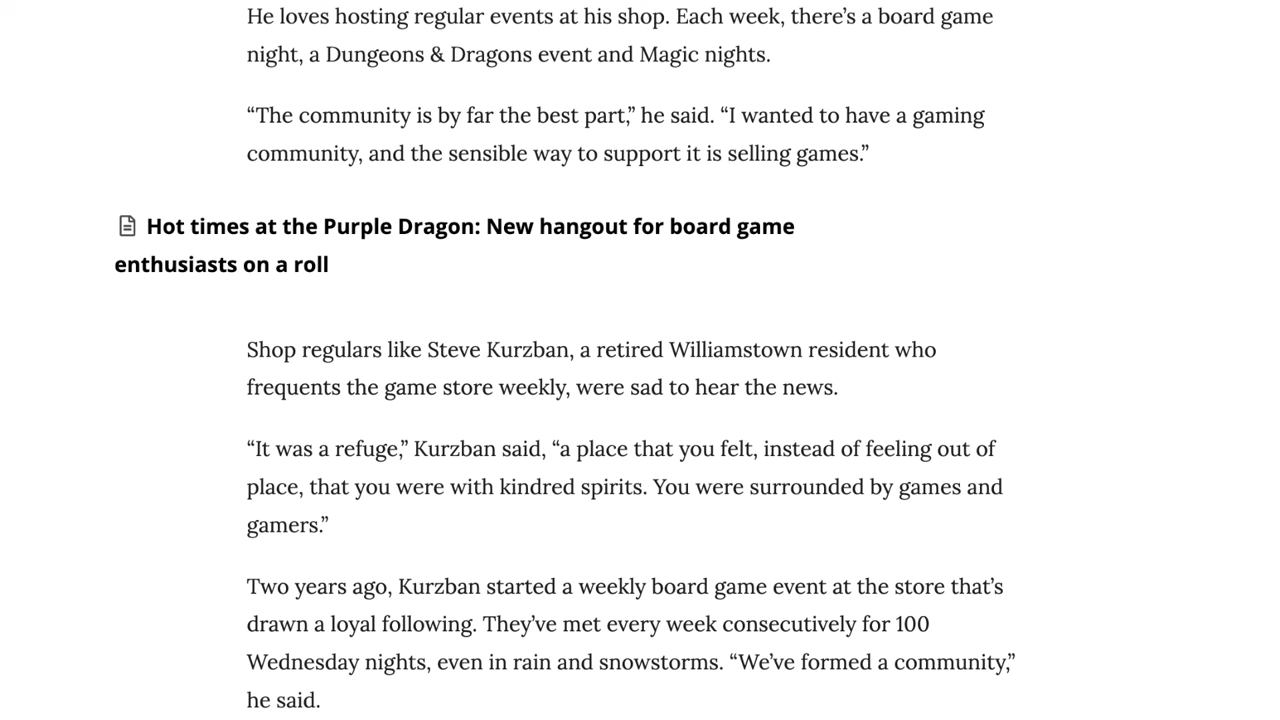 He loves hosting regular events at his shop. Each week, there’s a board game
night, a Dungeons & Dragons event and Magic nights.
“The community is by far the best part,” he said. “I wanted to have a gaming
community, and the sensible way to support it is selling games.”
Hot times at the Purple Dragon: New hangout for board game
enthusiasts on a roll
Shop regulars like Steve Kurzban, a retired Williamstown resident who
frequents the game store weekly, were sad to hear the news.
“It was a refuge,” Kurzban said, “a place that you felt, instead of feeling out of
place, that you were with kindred spirits. You were surrounded by games and
gamers.”
Two years ago, Kurzban started a weekly board game event at the store that’s
drawn a loyal following. They’ve met every week consecutively for 100
Wednesday nights, even in rain and snowstorms. “We’ve formed a community,”
he said.